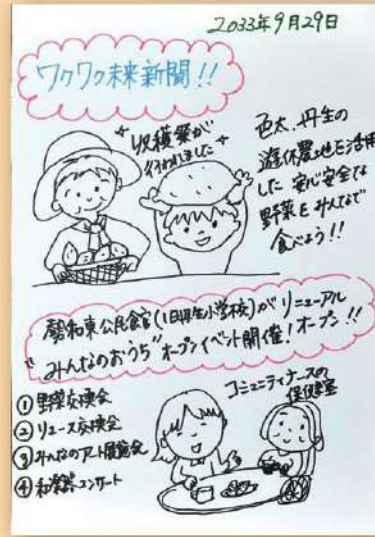 2033年9月29日
ワクワク未来新聞!!
収穫祭が
行われました
色太、丹生の
遊休農地を活用
した 安心安全な
野菜をみんなで
食べよう!!
勢和東公民館(旧丹生小学校)がリニューアル
"みんなのおうち"オープンイベント開催!オープン!!
① 野菜交換会
② リユース交換会
③ みんなのアート展覧会
④ 和楽器コンサート
コミュニティナースの
保健室